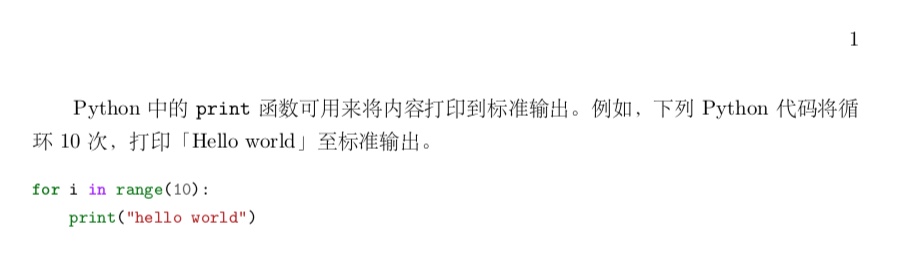 1
Python 中的 print 函数可用来将内容打印到标准输出。例如，下列 Python 代码将循
环 10 次，打印「Hello world」至标准输出。
for i in range(10):
    print("hello world")